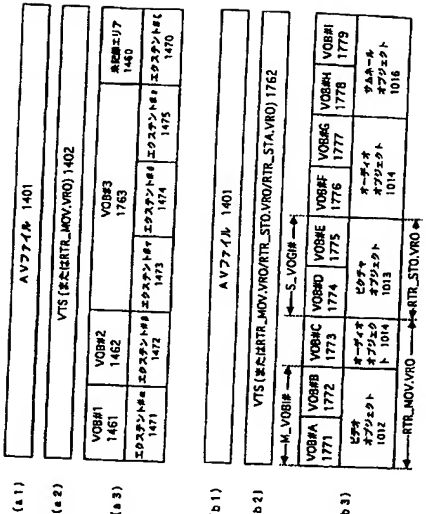 (a1)
AVファイル 1401
(a2)
VTS (またはRTR_MOV.VRO) 1402
(a3)
VOB#1
1461
VOB#2
1462
VOB#3
1763
未記録エリア
1460
エクステント#α
1471
エクステント#β
1472
エクステント#γ
1473
エクステント#δ
1474
エクステント#
1475
エクステント#ζ
1470
b1)
AVファイル 1401
b2)
VTS (またはRTR_MOV.VRO/RTR_STO.VRO/RTR_STA.VRO) 1762
M_VOBI#
S_VOGI#
b3)
VOB#A
1771
VOB#B
1772
VOB#C
1773
VOB#D
1774
VOB#E
1775
VOB#F
1776
VOB#G
1777
VOB#H
1778
VOB#I
1779
ビデオ
オブジェクト
1012
オーディオ
オブジェク
ト 1014
ピクチャ
オブジェクト
1013
オーディオ
オブジェクト
1014
サムネール
オブジェクト
1016
RTR_MOV.VRO
RTR_STO.VRO